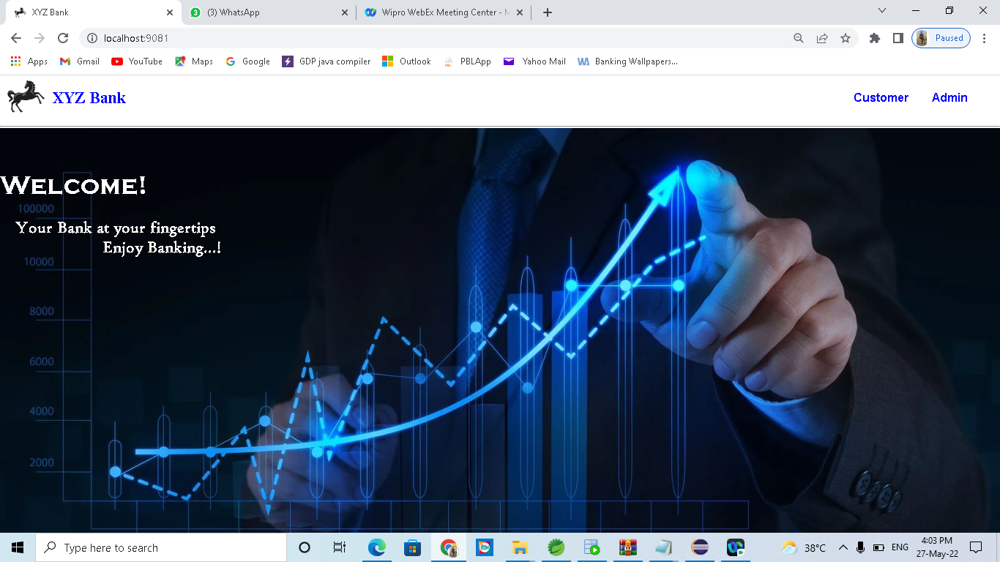 XYZ Bank
(3) WhatsApp
Wipro WebEx Meeting Center -
localhost:9081
Paused
Apps
Gmail
YouTube
Maps
Google
GDP java compiler
Outlook
PBLApp
Yahoo Mail
Banking Wallpapers...
XYZ Bank
Customer
Admin
WELCOME!
Your Bank at your fingertips
Enjoy Banking...!
100000
10000
8000
6000
4000
2000
Type here to search
38°C
ENG
4:03 PM
27-May-22